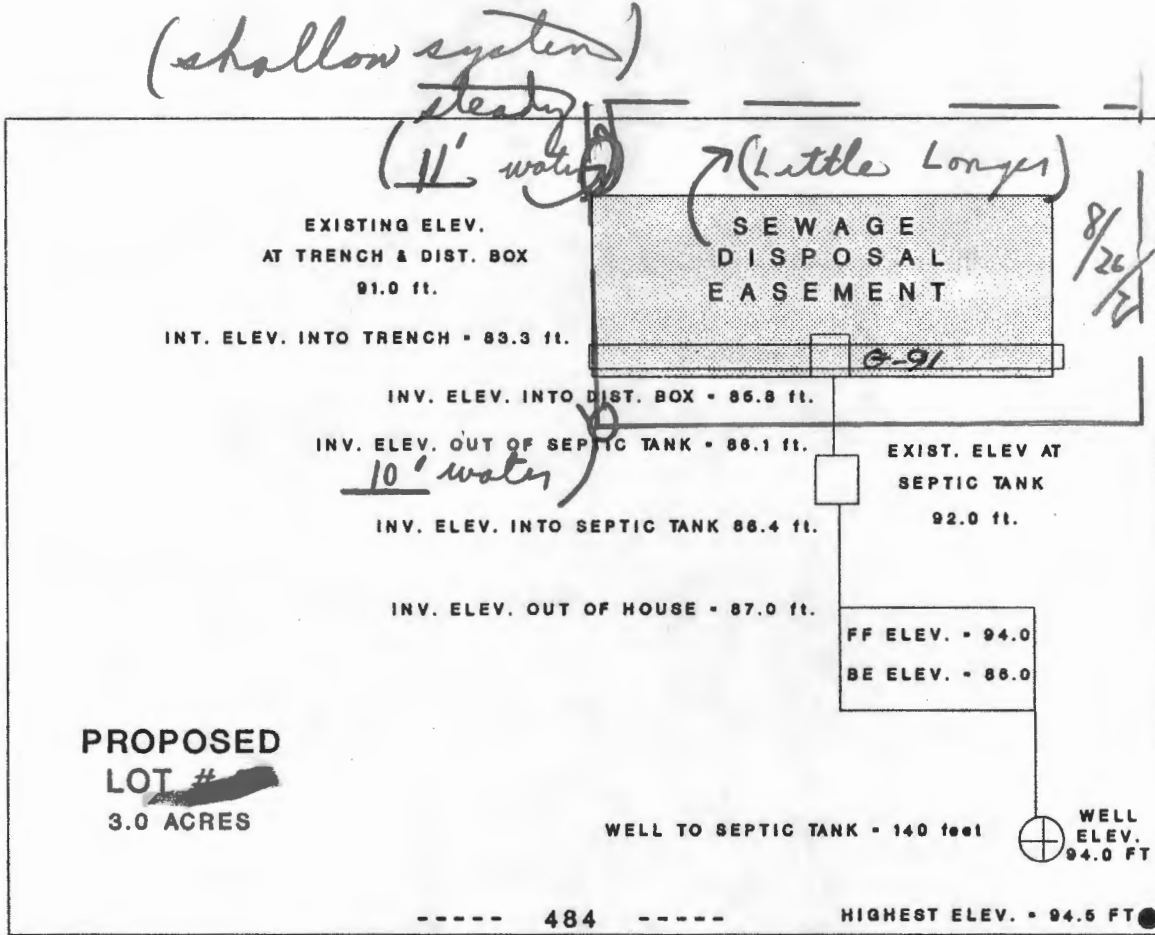 (shallow system)
steady
(11' water
(Little Longer)
8/26/
EXISTING ELEV.
AT TRENCH & DIST. BOX
91.0 ft.
SEWAGE
DISPOSAL
EASEMENT
INT. ELEV. INTO TRENCH - 83.3 ft.
G-91
INV. ELEV. INTO DIST. BOX - 85.8 ft.
INV. ELEV. OUT OF SEPTIC TANK - 86.1 ft.
10' water
EXIST. ELEV AT
SEPTIC TANK
92.0 ft.
INV. ELEV. INTO SEPTIC TANK 86.4 ft.
INV. ELEV. OUT OF HOUSE - 87.0 ft.
FF ELEV. - 94.0
BE ELEV. - 86.0
PROPOSED
LOT #
3.0 ACRES
WELL TO SEPTIC TANK - 140 feet
WELL
ELEV.
94.0 FT
----- 484 -----
HIGHEST ELEV. - 94.5 FT